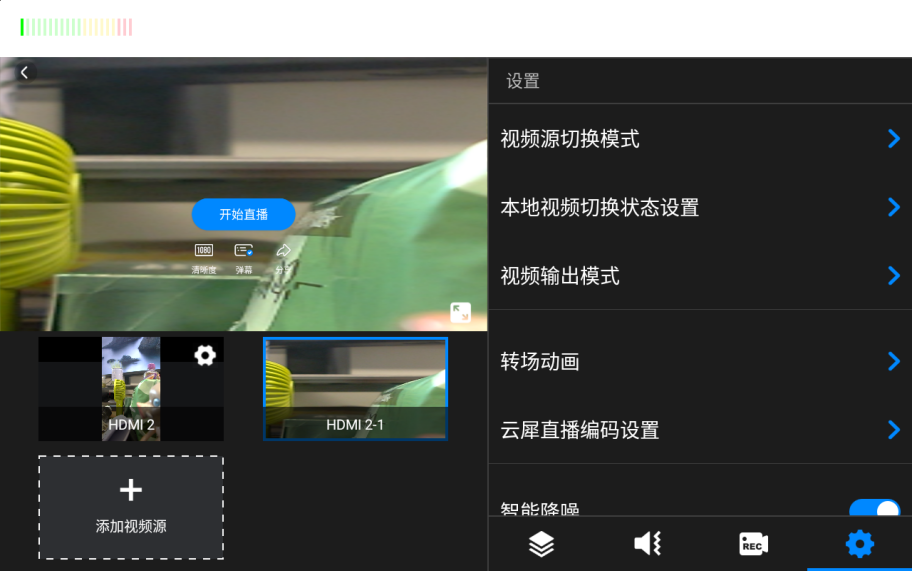 设置
视频源切换模式
本地视频切换状态设置
视频输出模式
转场动画
云犀直播编码设置
智能降噪
开始直播
1080
清晰度
弹幕
分享
HDMI 2
HDMI 2-1
添加视频源
REC